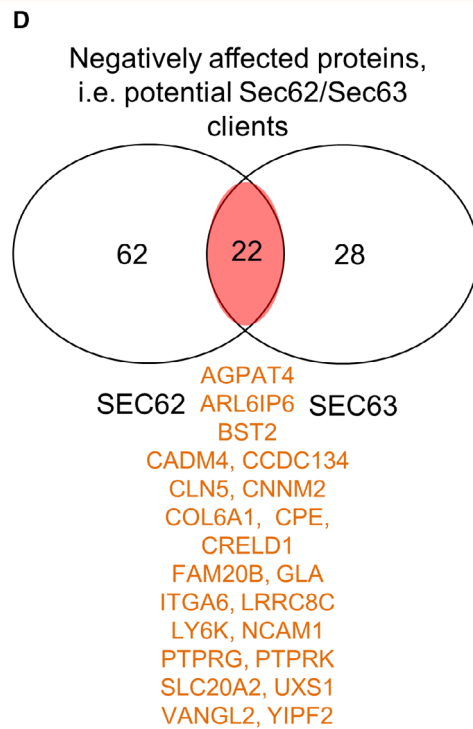 D
Negatively affected proteins,
i.e. potential Sec62/Sec63
clients
62 22 28
AGPAT4
SEC62 ARL6IP6 SEC63
BST2
CADM4, CCDC134
CLN5, CNNM2
COL6A1, CPE,
CRELD1
FAM20B, GLA
ITGA6, LRRC8C
LY6K, NCAM1
PTPRG, PTPRK
SLC20A2, UXS1
VANGL2, YIPF2